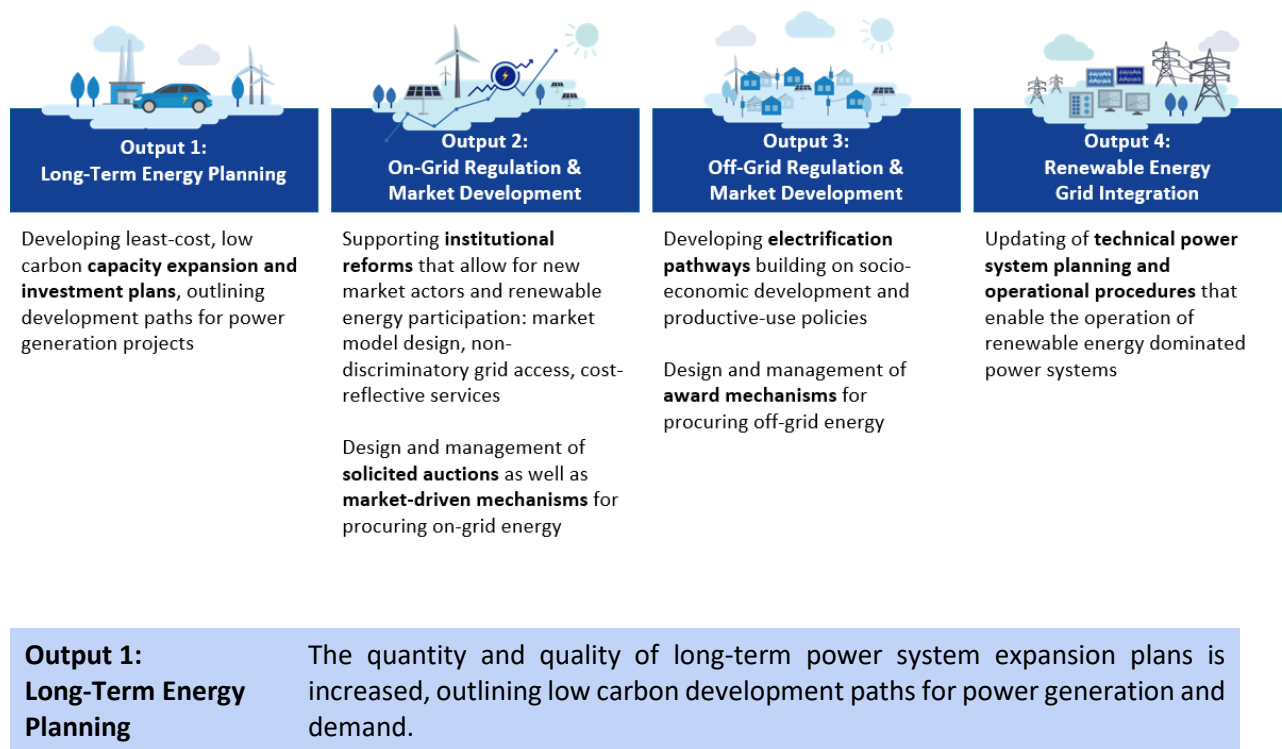 Output 1:
Long-Term Energy Planning
Developing least-cost, low
carbon capacity expansion and
investment plans, outlining
development paths for power
generation projects
Output 2:
On-Grid Regulation &
Market Development
Supporting institutional
reforms that allow for new
market actors and renewable
energy participation: market
model design, non-
discriminatory grid access, cost-
reflective services
Design and management of
solicited auctions as well as
market-driven mechanisms for
procuring on-grid energy
Output 3:
Off-Grid Regulation &
Market Development
Developing electrification
pathways building on socio-
economic development and
productive-use policies
Design and management of
award mechanisms for
procuring off-grid energy
Output 4:
Renewable Energy
Grid Integration
Updating of technical power
system planning and
operational procedures that
enable the operation of
renewable energy dominated
power systems
Output 1:
Long-Term Energy
Planning
The quantity and quality of long-term power system expansion plans is
increased, outlining low carbon development paths for power generation and
demand.